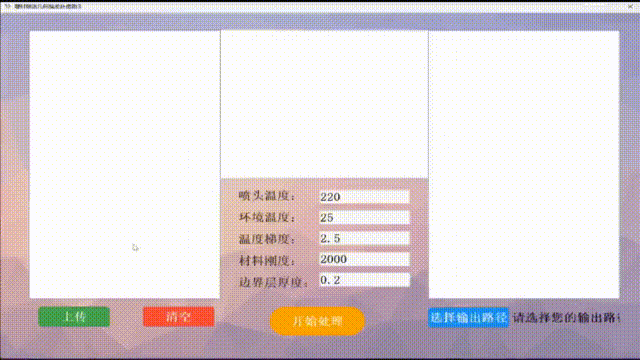 喷头温度： 220
环境温度： 25
温度梯度： 2.5
材料刚度： 2000
边界层厚度： 0.2
上传 清空 开始处理 选择输出路径 请选择您的输出路